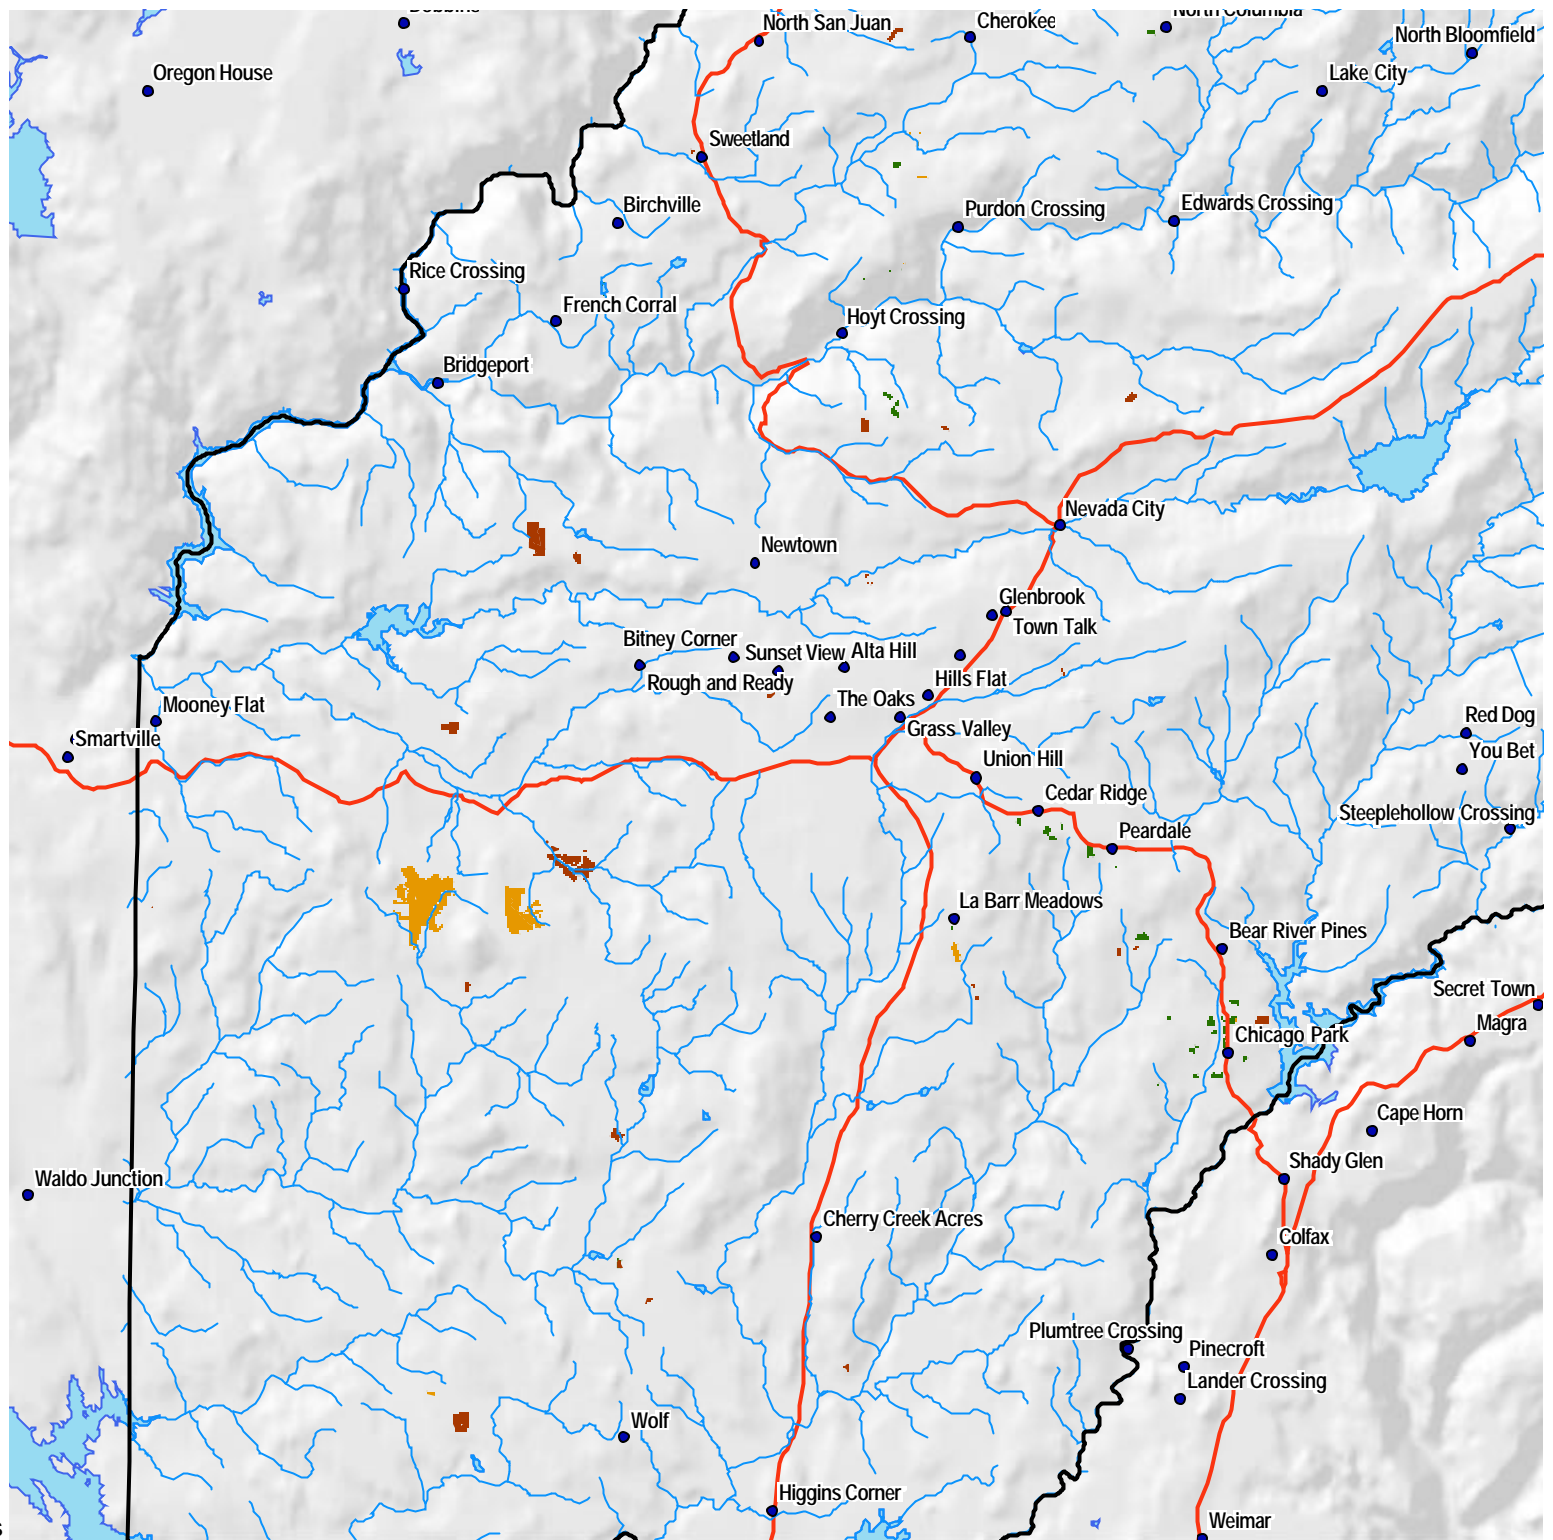 North San Juan
Cherokee
North Columbia
North Bloomfield
Oregon House
Lake City
Sweetland
Birchville
Purdon Crossing
Edwards Crossing
Rice Crossing
French Corral
Hoyt Crossing
Bridgeport
Nevada City
Newtown
Glenbrook
Town Talk
Bitney Corner
Sunset View
Alta Hill
Rough and Ready
Hills Flat
The Oaks
Mooney Flat
Grass Valley
Red Dog
Smartville
Union Hill
You Bet
Cedar Ridge
Steeplehollow Crossing
Peardale
La Barr Meadows
Bear River Pines
Secret Town
Magra
Chicago Park
Cape Horn
Shady Glen
Waldo Junction
Cherry Creek Acres
Colfax
Plumtree Crossing
Pinecroft
Lander Crossing
Wolf
Higgins Corner
Weimar